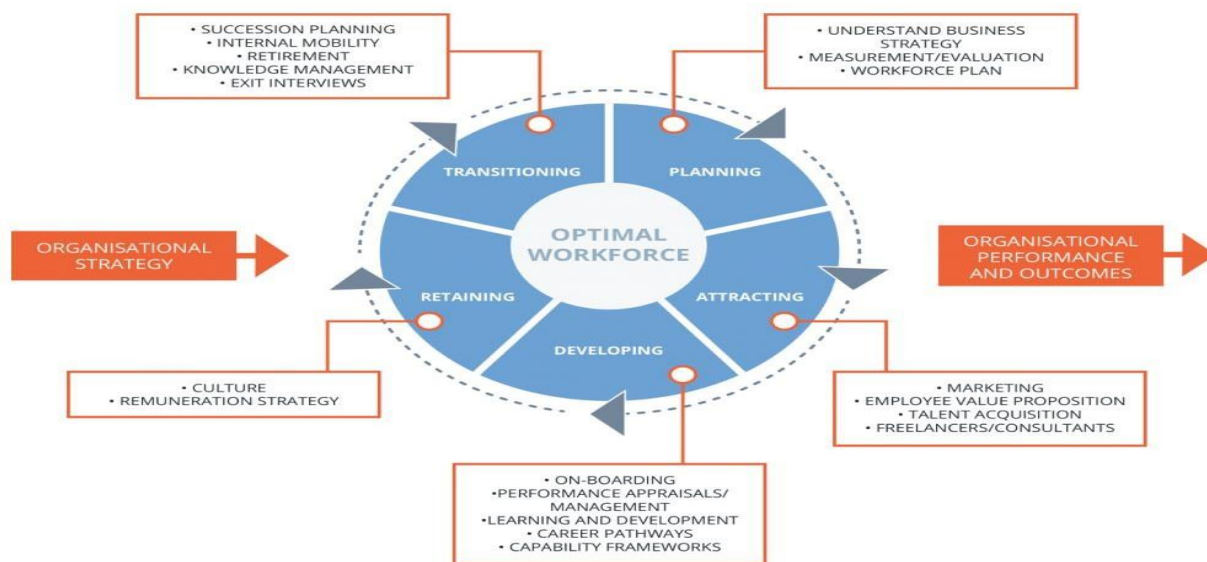 • SUCCESSION PLANNING
• INTERNAL MOBILITY
• RETIREMENT
• KNOWLEDGE MANAGEMENT
• EXIT INTERVIEWS
• UNDERSTAND BUSINESS
STRATEGY
• MEASUREMENT/EVALUATION
• WORKFORCE PLAN
TRANSITIONING
PLANNING
ORGANISATIONAL
STRATEGY
OPTIMAL
WORKFORCE
ORGANISATIONAL
PERFORMANCE
AND OUTCOMES
RETAINING
ATTRACTING
DEVELOPING
• CULTURE
• REMUNERATION STRATEGY
• MARKETING
• EMPLOYEE VALUE PROPOSITION
• TALENT ACQUISITION
• FREELANCERS/CONSULTANTS
• ON-BOARDING
•PERFORMANCE APPRAISALS/
MANAGEMENT
•LEARNING AND DEVELOPMENT
• CAREER PATHWAYS
• CAPABILITY FRAMEWORKS